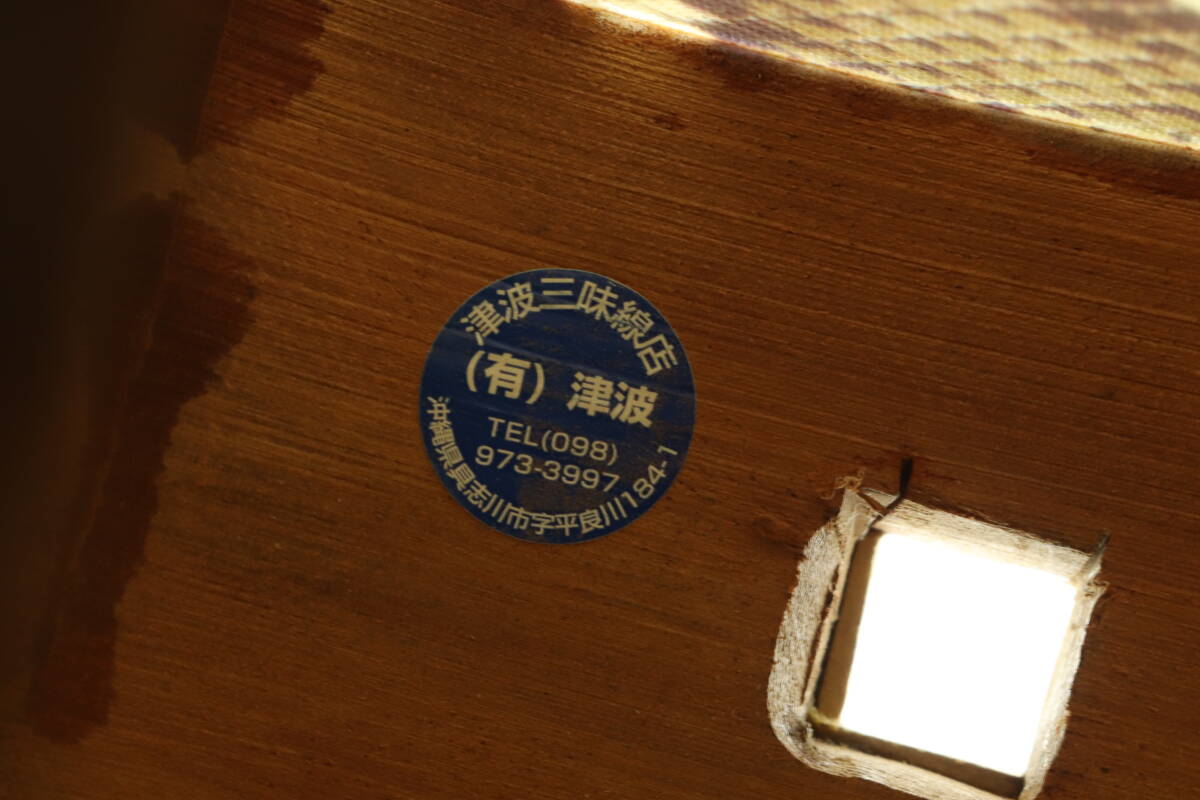 津波三味線店
(有) 津波
TEL(098)
973-3997
沖縄県具志川市字平良川184-1